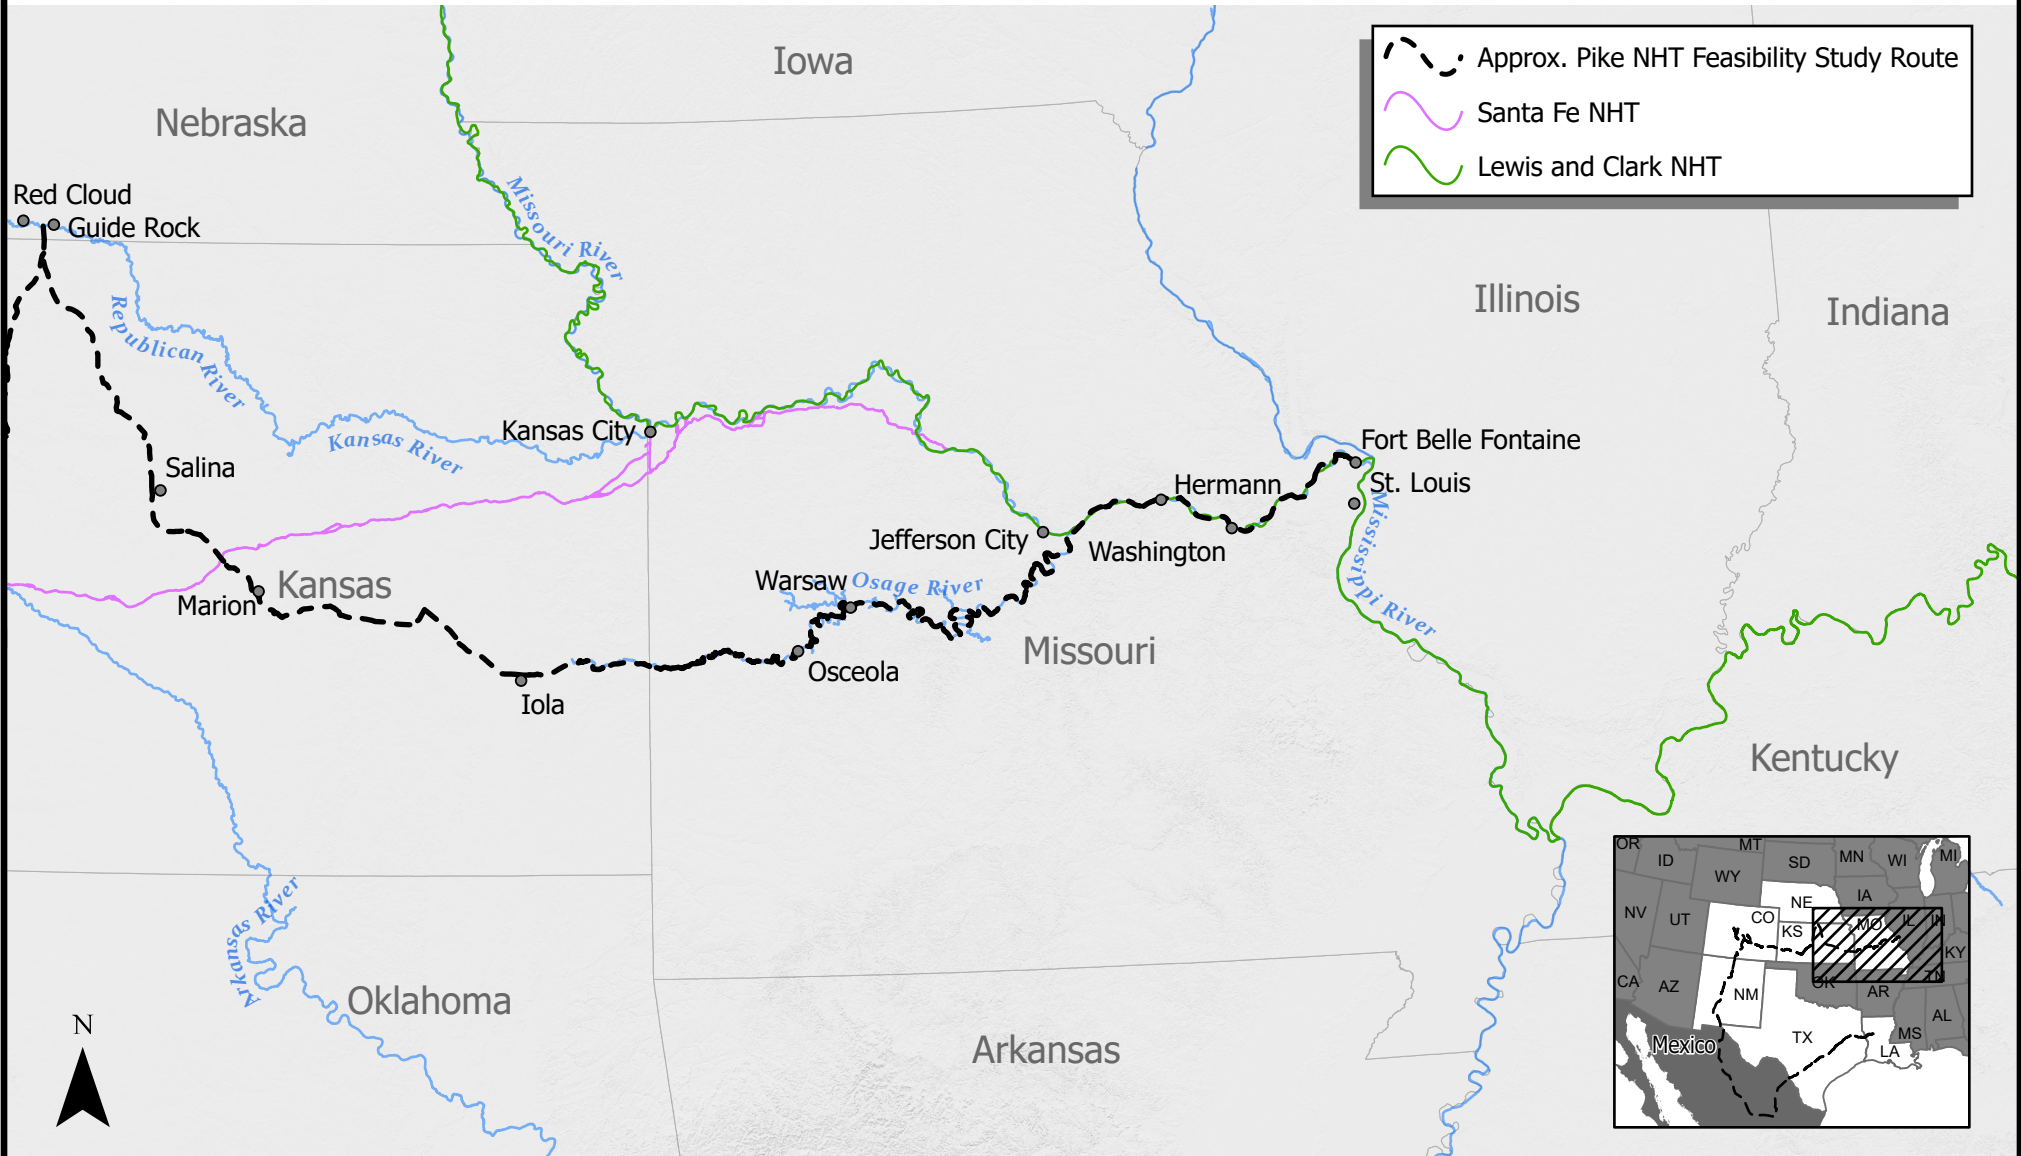 Iowa
Approx. Pike NHT Feasibility Study Route
Santa Fe NHT
Lewis and Clark NHT
Nebraska
Red Cloud
Guide Rock
Missouri River
Republican River
Illinois
Indiana
Kansas City
Kansas River
Fort Belle Fontaine
St. Louis
Salina
Hermann
Jefferson City
Washington
Mississippi River
Warsaw
Osage River
Kansas
Marion
Missouri
Osceola
Iola
Kentucky
Arkansas River
Oklahoma
Arkansas
N
OR
ID
MT
WY
SD
MN
WI
MI
NV
UT
CO
NE
KS
IA
MO
IL
IN
KY
CA
AZ
NM
OK
AR
TN
TX
LA
MS
AL
Mexico